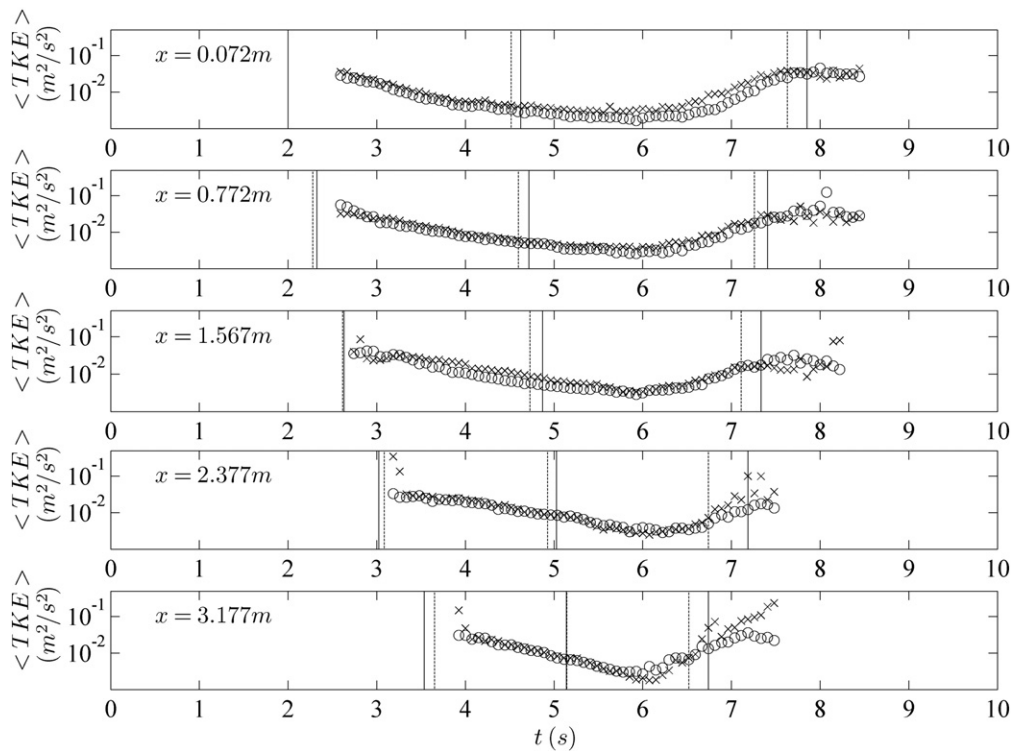 <TKE>
(m²/s²)
10⁻¹
10⁻²
x = 0.072m
0 1 2 3 4 5 6 7 8 9 10
<TKE>
(m²/s²)
10⁻¹
10⁻²
x = 0.772m
0 1 2 3 4 5 6 7 8 9 10
<TKE>
(m²/s²)
10⁻¹
10⁻²
x = 1.567m
0 1 2 3 4 5 6 7 8 9 10
<TKE>
(m²/s²)
10⁻¹
10⁻²
x = 2.377m
0 1 2 3 4 5 6 7 8 9 10
<TKE>
(m²/s²)
10⁻¹
10⁻²
x = 3.177m
0 1 2 3 4 5 6 7 8 9 10
t (s)